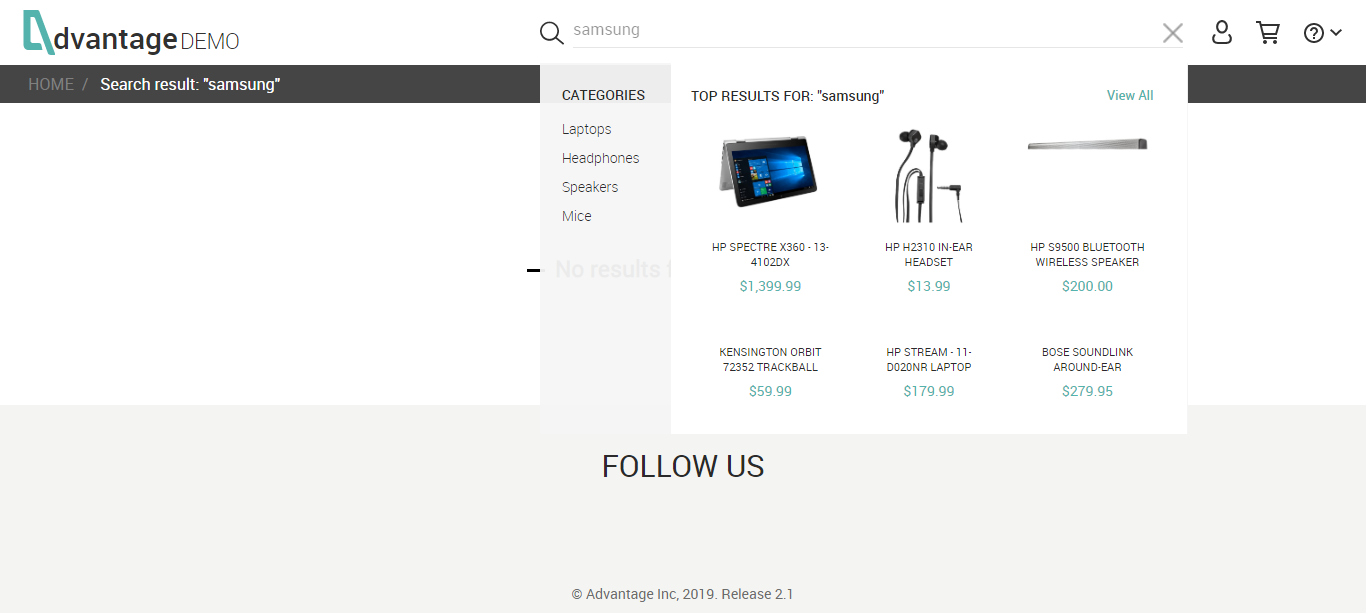 dvantage DEMO
samsung
HOME / Search result: "samsung"
CATEGORIES
Laptops
Headphones
Speakers
Mice
TOP RESULTS FOR: "samsung"
View All
HP SPECTRE X360 - 13-
4102DX
$1,399.99
HP H2310 IN-EAR
HEADSET
$13.99
HP S9500 BLUETOOTH
WIRELESS SPEAKER
$200.00
KENSINGTON ORBIT
72352 TRACKBALL
$59.99
HP STREAM - 11-
D020NR LAPTOP
$179.99
BOSE SOUNDLINK
AROUND-EAR
$279.95
No results f
FOLLOW US
© Advantage Inc, 2019. Release 2.1